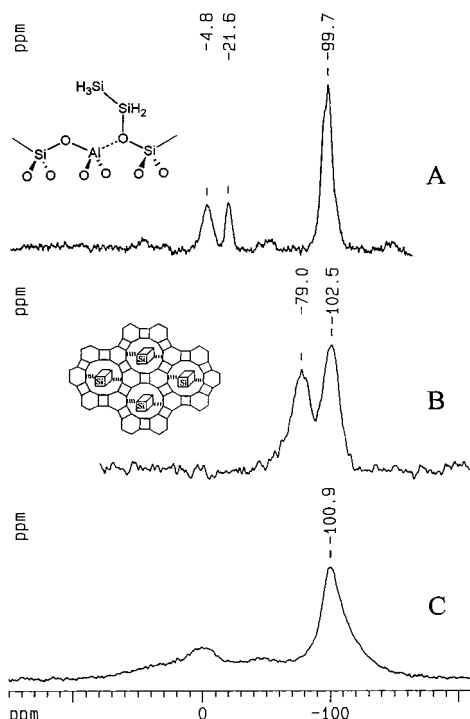 ppm
-4.8
-21.6
-99.7
H₃Si
SiH₂
O
O
Si
Al
Si
O O
O O
O O
A
ppm
-79.0
-102.5
Si
Si
Si
Si
B
ppm
-100.9
C
ppm
0
-100